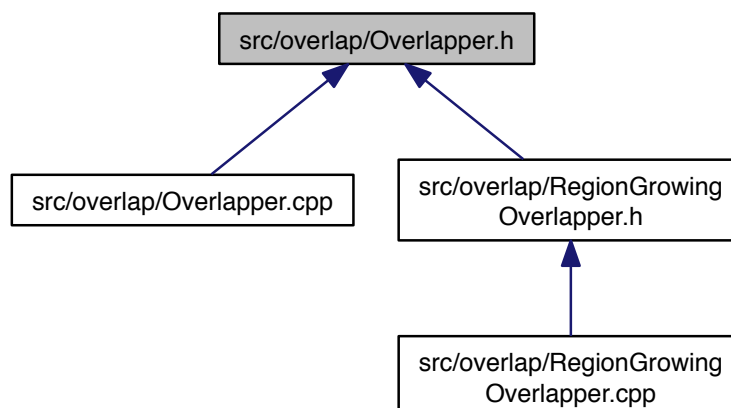 src/overlap/Overlapper.h
src/overlap/Overlapper.cpp
src/overlap/RegionGrowing
Overlapper.h
src/overlap/RegionGrowing
Overlapper.cpp